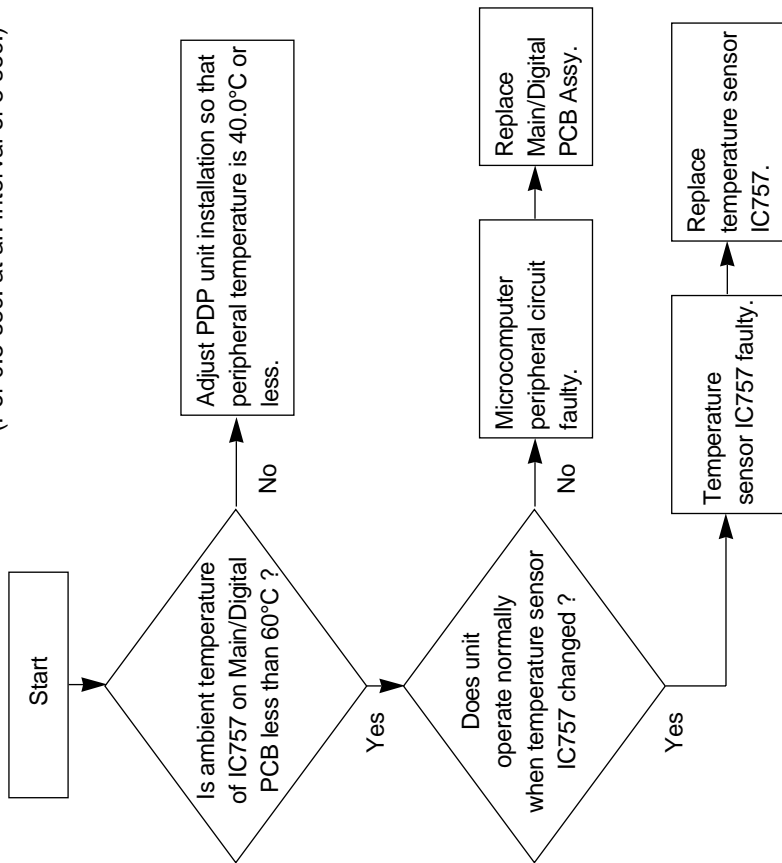 Start
Is ambient temperature
of IC757 on Main/Digital
PCB less than 60°C ?
No
Adjust PDP unit installation so that
peripheral temperature is 40.0°C or
less.
Yes
Does unit
operate normally
when temperature sensor
IC757 changed ?
No
Microcomputer
peripheral circuit
faulty.
Replace
Main/Digital
PCB Assy.
Yes
Temperature
sensor IC757 faulty.
Replace
temperature sensor
IC757.